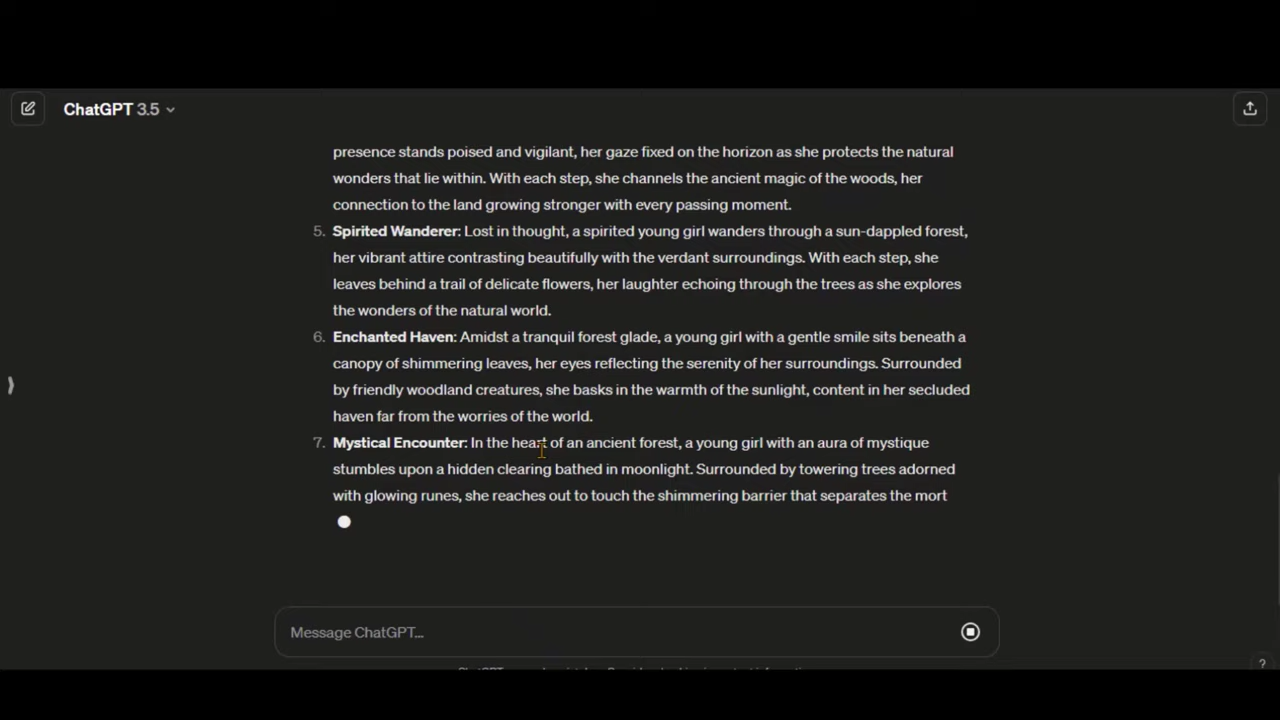 ChatGPT 3.5
presence stands poised and vigilant, her gaze fixed on the horizon as she protects the natural
wonders that lie within. With each step, she channels the ancient magic of the woods, her
connection to the land growing stronger with every passing moment.
5. Spirited Wanderer: Lost in thought, a spirited young girl wanders through a sun-dappled forest,
her vibrant attire contrasting beautifully with the verdant surroundings. With each step, she
leaves behind a trail of delicate flowers, her laughter echoing through the trees as she explores
the wonders of the natural world.
6. Enchanted Haven: Amidst a tranquil forest glade, a young girl with a gentle smile sits beneath a
canopy of shimmering leaves, her eyes reflecting the serenity of her surroundings. Surrounded
by friendly woodland creatures, she basks in the warmth of the sunlight, content in her secluded
haven far from the worries of the world.
7. Mystical Encounter: In the heart of an ancient forest, a young girl with an aura of mystique
stumbles upon a hidden clearing bathed in moonlight. Surrounded by towering trees adorned
with glowing runes, she reaches out to touch the shimmering barrier that separates the mort
Message ChatGPT...
?